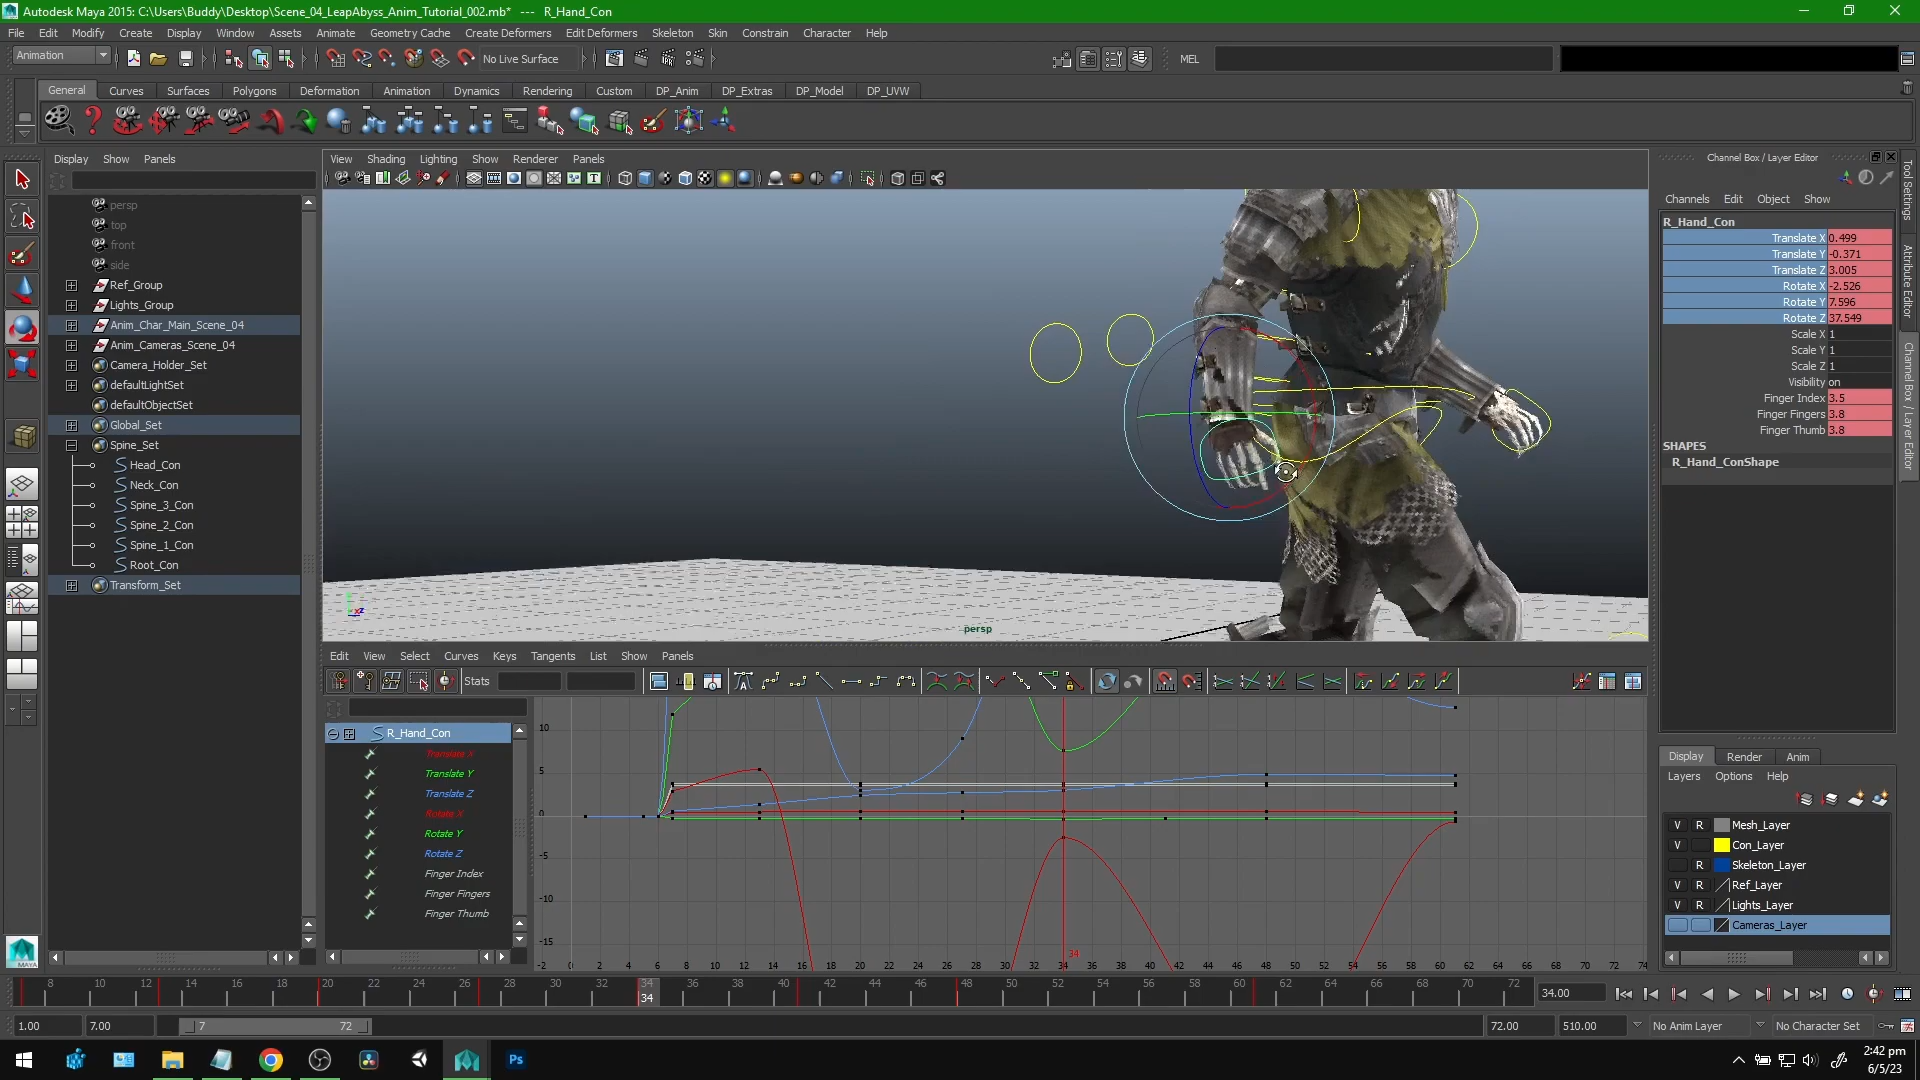 Autodesk Maya 2015: C:\Users\Buddy\Desktop\Scene_04_LeapAbyss_Anim_Tutorial_002.mb* --- R_Hand_Con
File Edit Modify Create Display Window Assets Animate Geometry Cache Create Deformers Edit Deformers Skeleton Skin Constrain Character Help
Animation No Live Surface MEL
General Curves Surfaces Polygons Deformation Animation Dynamics Rendering Custom DP_Anim DP_Extras DP_Model DP_UVW
Display Show Panels
View Shading Lighting Show Renderer Panels
Channel Box / Layer Editor
persp
top
front
side
Ref_Group
Lights_Group
Anim_Char_Main_Scene_04
Anim_Cameras_Scene_04
Camera_Holder_Set
defaultLightSet
defaultObjectSet
Global_Set
Spine_Set
Head_Con
Neck_Con
Spine_3_Con
Spine_2_Con
Spine_1_Con
Root_Con
Transform_Set
persp
Channels Edit Object Show
R_Hand_Con
Translate X 0.499
Translate Y -0.371
Translate Z 3.005
Rotate X -2.526
Rotate Y 7.596
Rotate Z 37.549
Scale X 1
Scale Y 1
Scale Z 1
Visibility on
Finger Index 3.5
Finger Fingers 3.8
Finger Thumb 3.8
SHAPES
R_Hand_ConShape
Tool Settings
Attribute Editor
Channel Box / Layer Editor
Edit View Select Curves Keys Tangents List Show Panels
Stats
R_Hand_Con
Translate X
Translate Y
Translate Z
Rotate X
Rotate Y
Rotate Z
Finger Index
Finger Fingers
Finger Thumb
10
5
0
-5
-10
-15
34
-2 0 2 4 6 8 10 12 14 16 18 20 22 24 26 28 30 32 34 36 38 40 42 44 46 48 50 52 54 56 58 60 62 64 66 68 70 72 74
Display Render Anim
Layers Options Help
V R Mesh_Layer
V Con_Layer
R Skeleton_Layer
V R Ref_Layer
V R Lights_Layer
Cameras_Layer
8 10 12 14 16 18 20 22 24 26 28 30 32 34 36 38 40 42 44 46 48 50 52 54 56 58 60 62 64 66 68 70 72
34
34.00
1.00 7.00 7 72 72.00 510.00 No Anim Layer No Character Set
MAYA
Ps
2:42 pm
6/5/23